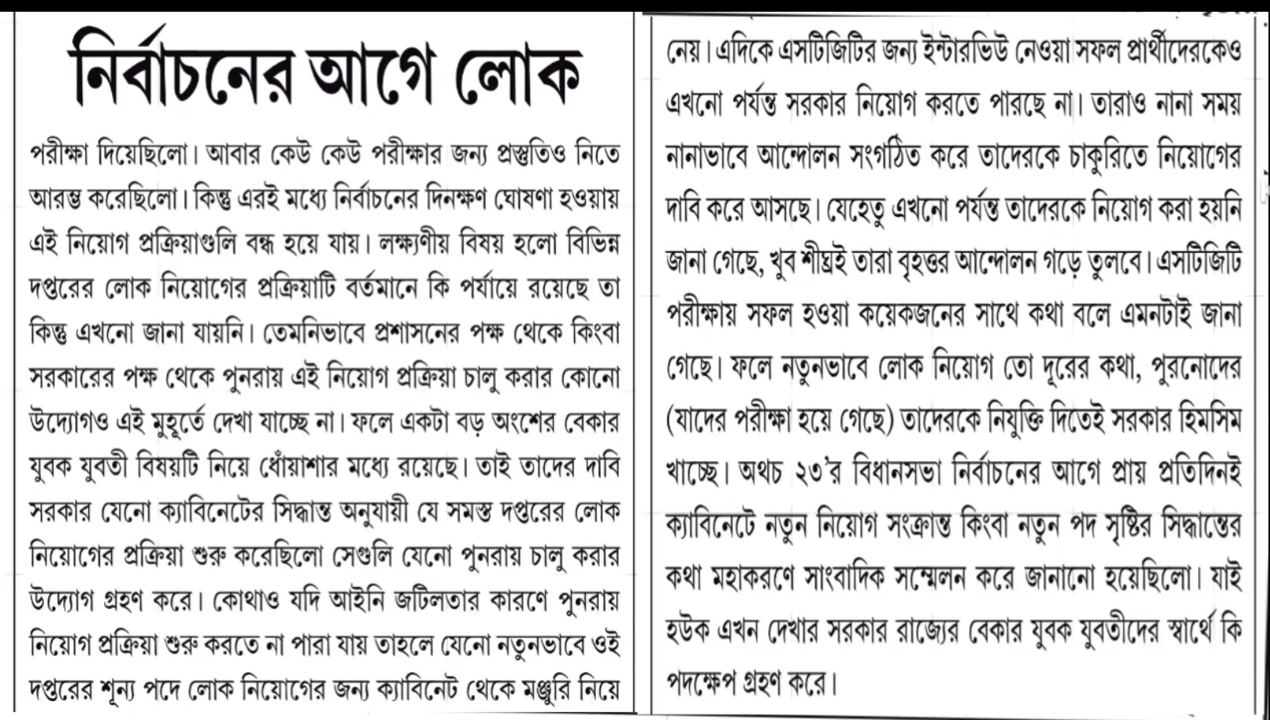 নির্বাচনের আগে লোক
পরীক্ষা দিয়েছিলো। আবার কেউ কেউ পরীক্ষার জন্য প্রস্তুতিও নিতে
আরম্ভ করেছিলো। কিন্তু এরই মধ্যে নির্বাচনের দিনক্ষণ ঘোষণা হওয়ায়
এই নিয়োগ প্রক্রিয়াগুলি বন্ধ হয়ে যায়। লক্ষ্যণীয় বিষয় হলো বিভিন্ন
দপ্তরের লোক নিয়োগের প্রক্রিয়াটি বর্তমানে কি পর্যায়ে রয়েছে তা
কিন্তু এখনো জানা যায়নি। তেমনিভাবে প্রশাসনের পক্ষ থেকে কিংবা
সরকারের পক্ষ থেকে পুনরায় এই নিয়োগ প্রক্রিয়া চালু করার কোনো
উদ্যোগও এই মুহূর্তে দেখা যাচ্ছে না। ফলে একটা বড় অংশের বেকার
যুবক যুবতী বিষয়টি নিয়ে ধোঁয়াশার মধ্যে রয়েছে। তাই তাদের দাবি
সরকার যেনো ক্যাবিনেটের সিদ্ধান্ত অনুযায়ী যে সমস্ত দপ্তরের লোক
নিয়োগের প্রক্রিয়া শুরু করেছিলো সেগুলি যেনো পুনরায় চালু করার
উদ্যোগ গ্রহণ করে। কোথাও যদি আইনি জটিলতার কারণে পুনরায়
নিয়োগ প্রক্রিয়া শুরু করতে না পারা যায় তাহলে যেনো নতুনভাবে ওই
দপ্তরের শূন্য পদে লোক নিয়োগের জন্য ক্যাবিনেট থেকে মঞ্জুরি নিয়ে
নেয়। এদিকে এসটিজিটির জন্য ইন্টারভিউ নেওয়া সফল প্রার্থীদেরকেও
এখনো পর্যন্ত সরকার নিয়োগ করতে পারছে না। তারাও নানা সময়
নানাভাবে আন্দোলন সংগঠিত করে তাদেরকে চাকুরিতে নিয়োগের
দাবি করে আসছে। যেহেতু এখনো পর্যন্ত তাদেরকে নিয়োগ করা হয়নি
জানা গেছে, খুব শীঘ্রই তারা বৃহত্তর আন্দোলন গড়ে তুলবে। এসটিজিটি
পরীক্ষায় সফল হওয়া কয়েকজনের সাথে কথা বলে এমনটাই জানা
গেছে। ফলে নতুনভাবে লোক নিয়োগ তো দূরের কথা, পুরনোদের
(যাদের পরীক্ষা হয়ে গেছে) তাদেরকে নিযুক্তি দিতেই সরকার হিমসিম
খাচ্ছে। অথচ ২৩'র বিধানসভা নির্বাচনের আগে প্রায় প্রতিদিনই
ক্যাবিনেটে নতুন নিয়োগ সংক্রান্ত কিংবা নতুন পদ সৃষ্টির সিদ্ধান্তের
কথা মহাকরণে সাংবাদিক সম্মেলন করে জানানো হয়েছিলো। যাই
হউক এখন দেখার সরকার রাজ্যের বেকার যুবক যুবতীদের স্বার্থে কি
পদক্ষেপ গ্রহণ করে।